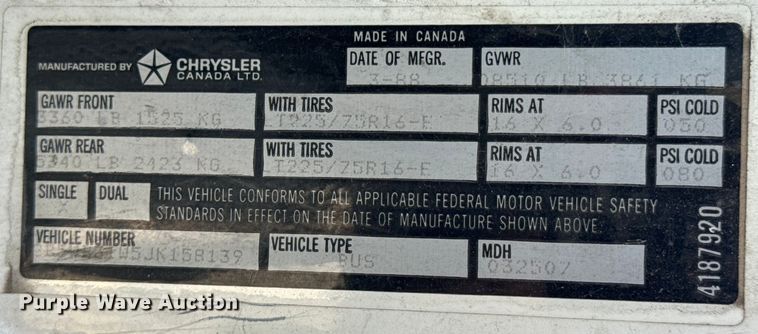 MADE IN CANADA
MANUFACTURED BY CHRYSLER CANADA LTD.
DATE OF MFGR. 3-88
GVWR 08510 LB 3861 KG
GAWR FRONT 3360 LB 1525 KG
WITH TIRES LT225/75R16-E
RIMS AT 16 X 6.0
PSI COLD 050
GAWR REAR 5340 LB 2423 KG
WITH TIRES LT225/75R16-E
RIMS AT 16 X 6.0
PSI COLD 080
SINGLE X DUAL
THIS VEHICLE CONFORMS TO ALL APPLICABLE FEDERAL MOTOR VEHICLE SAFETY
STANDARDS IN EFFECT ON THE DATE OF MANUFACTURE SHOWN ABOVE.
VEHICLE NUMBER
VEHICLE TYPE BUS
MDH 032507
4187920
Purple Wave Auction